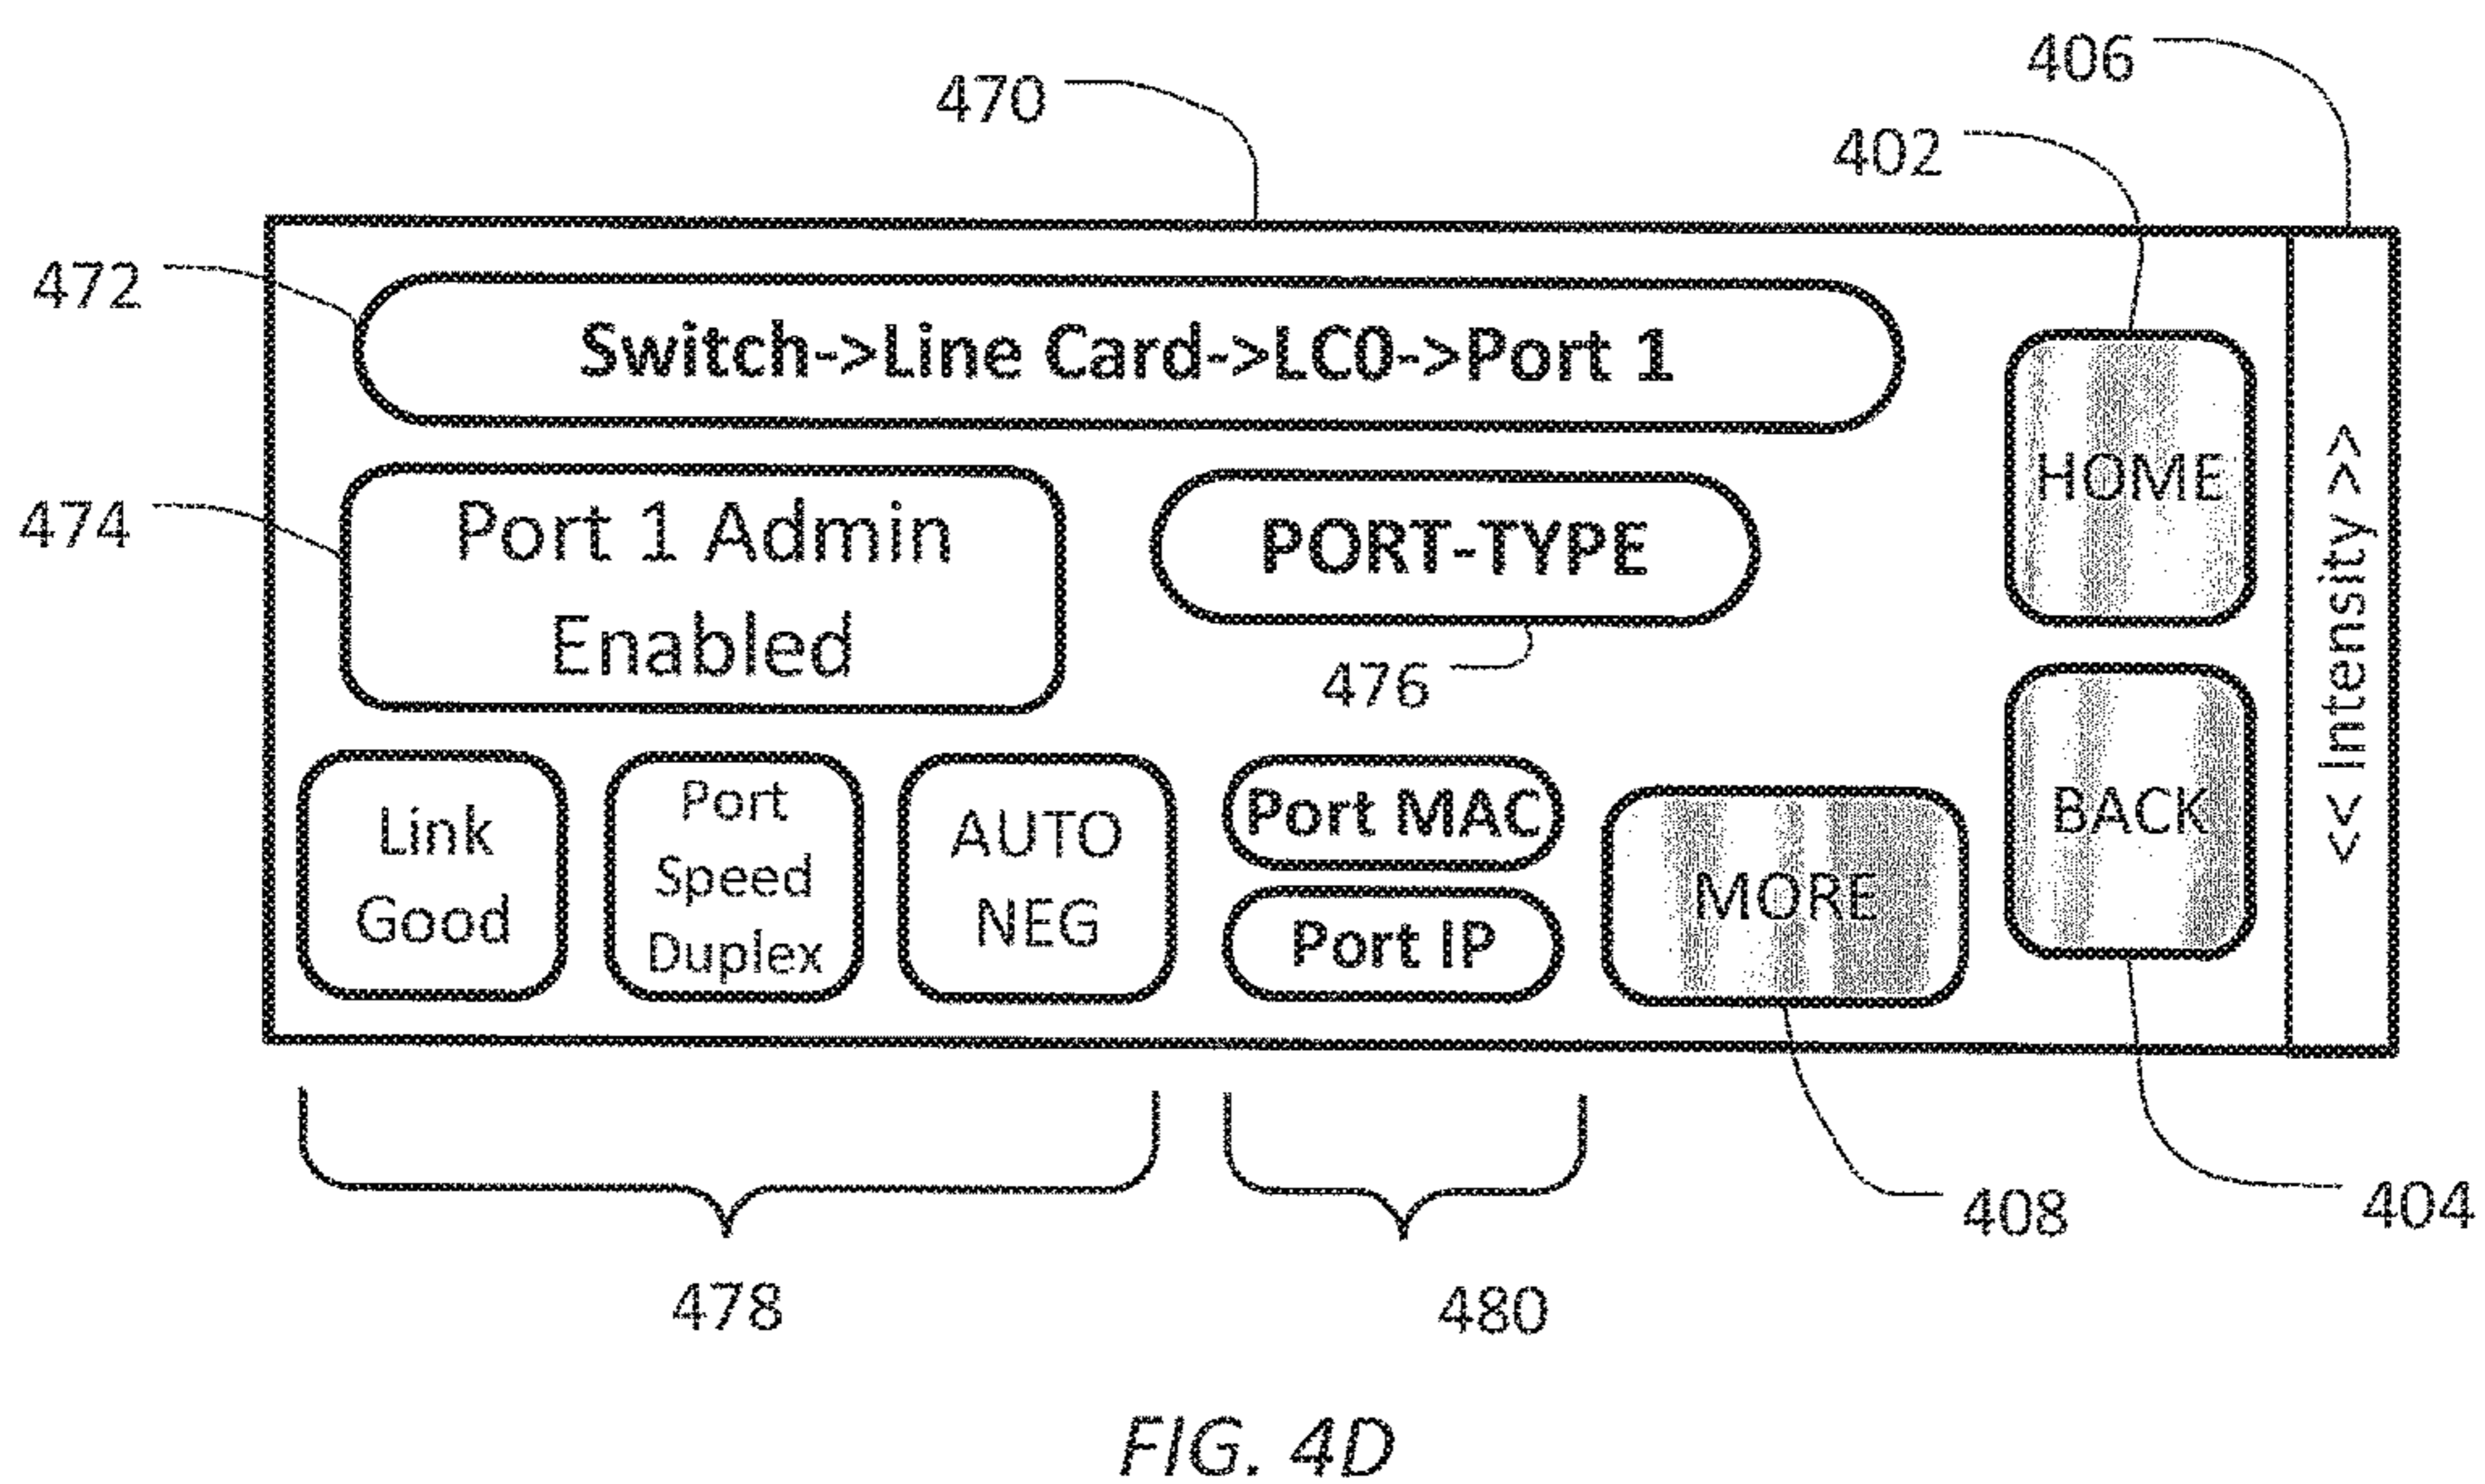 406
470
402
472
Switch->Line Card->LC0->Port 1
474
Port 1 Admin
Enabled
PORT-TYPE
476
HOME
<< Intensity >>
Link
Good
Port
Speed
Duplex
AUTO
NEG
Port MAC
Port IP
MORE
BACK
478
480
408
404
FIG. 4D